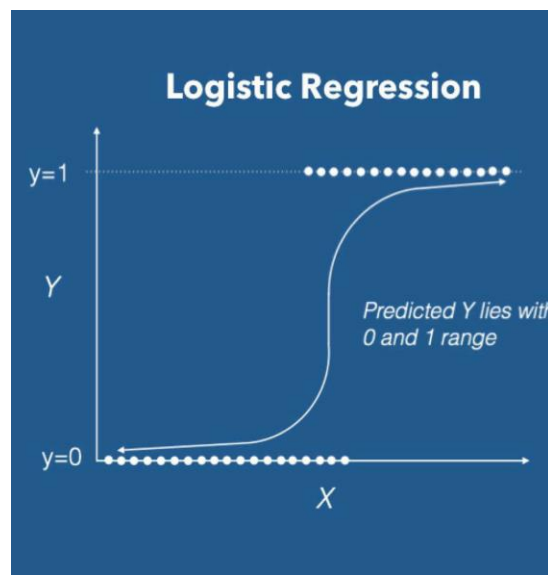 Logistic Regression
y=1
Y
Predicted Y lies with
0 and 1 range
y=0
X